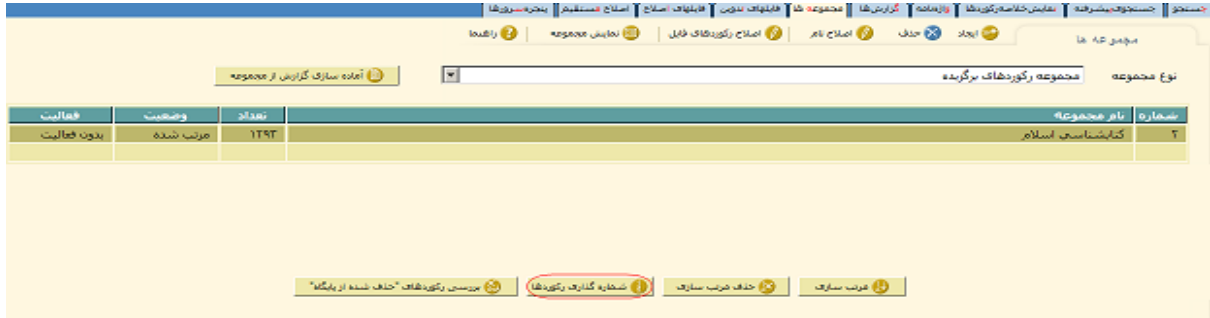 جستجو جستجوی‌پیشرفته نمایش‌خلاصه‌رکوردها واژه‌نامه گزارش‌ها مجموعه ها فایلهای تدوین فایلهای اصلاح اصلاح مستقیم پنجره‌سرورها
مجموعه ها ایجاد حذف اصلاح نام اصلاح رکوردهای فایل نمایش مجموعه راهنما
نوع مجموعه مجموعه رکوردهای برگزیده آماده سازی گزارش از مجموعه
شماره نام مجموعه تعداد وضعیت فعالیت
۲ کتابشناسی اسلام ۱۲۹۳ مرتب شده بدون فعالیت
مرتب سازی حذف مرتب سازی شماره گذاری رکوردها بررسی رکوردهای "حذف شده از پایگاه"